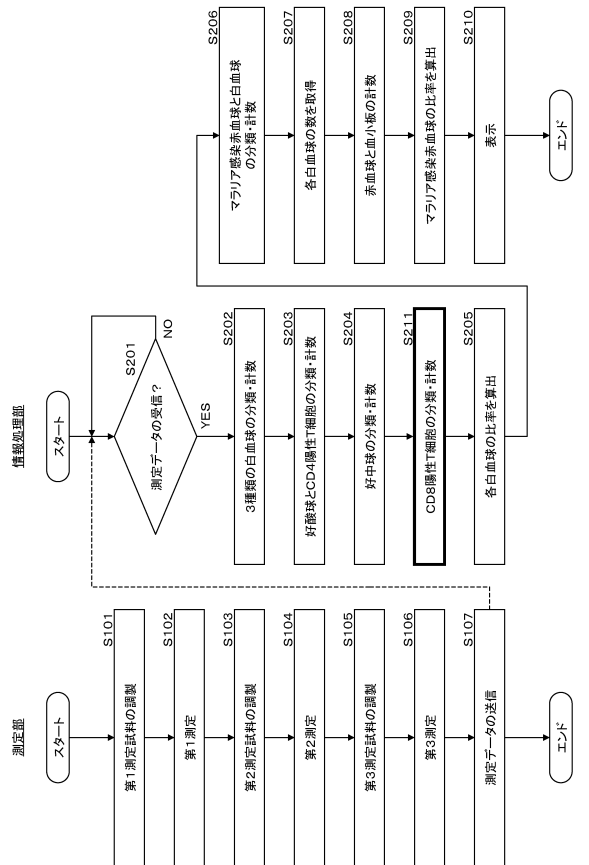 測定部
スタート
S101
第1測定試料の調製
S102
第1測定
S103
第2測定試料の調製
S104
第2測定
S105
第3測定試料の調製
S106
第3測定
S107
測定データの送信
エンド
情報処理部
スタート
S201
測定データの受信?
NO
YES
S202
3種類の白血球の分類・計数
S203
好酸球とCD4陽性T細胞の分類・計数
S204
好中球の分類・計数
S211
CD8陽性T細胞の分類・計数
S205
各白血球の比率を算出
S206
マラリア感染赤血球と白血球
の分類・計数
S207
各白血球の数を取得
S208
赤血球と血小板の計数
S209
マラリア感染赤血球の比率を算出
S210
表示
エンド